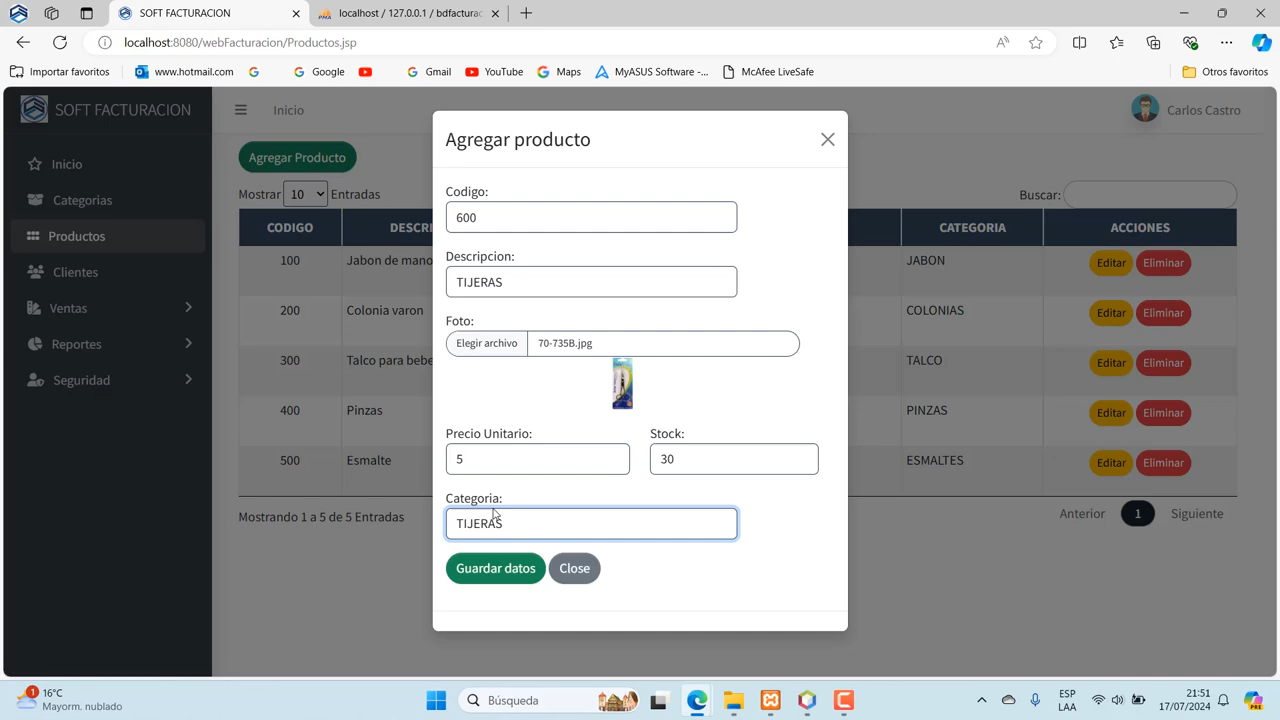 SOFT FACTURACION
localhost / 127.0.0.1 / bdfacturac
localhost:8080/webFacturacion/Productos.jsp
Importar favoritos
www.hotmail.com
Google
Gmail
YouTube
Maps
MyASUS Software -...
McAfee LiveSafe
Otros favoritos
SOFT FACTURACION
Inicio
Carlos Castro
Inicio
Categorias
Productos
Clientes
Ventas
Reportes
Seguridad
Agregar Producto
Mostrar 10 Entradas
Buscar:
CODIGO DESCRI CATEGORIA ACCIONES
100 Jabon de mano JABON Editar Eliminar
200 Colonia varon COLONIAS Editar Eliminar
300 Talco para bebe TALCO Editar Eliminar
400 Pinzas PINZAS Editar Eliminar
500 Esmalte ESMALTES Editar Eliminar
Mostrando 1 a 5 de 5 Entradas
Anterior 1 Siguiente
Agregar producto
Codigo:
600
Descripcion:
TIJERAS
Foto:
Elegir archivo 70-735B.jpg
Precio Unitario: Stock:
5 30
Categoria:
TIJERAS
Guardar datos Close
1
16°C
Mayorm. nublado
Búsqueda
ESP
LAA
21:51
17/07/2024
PRE